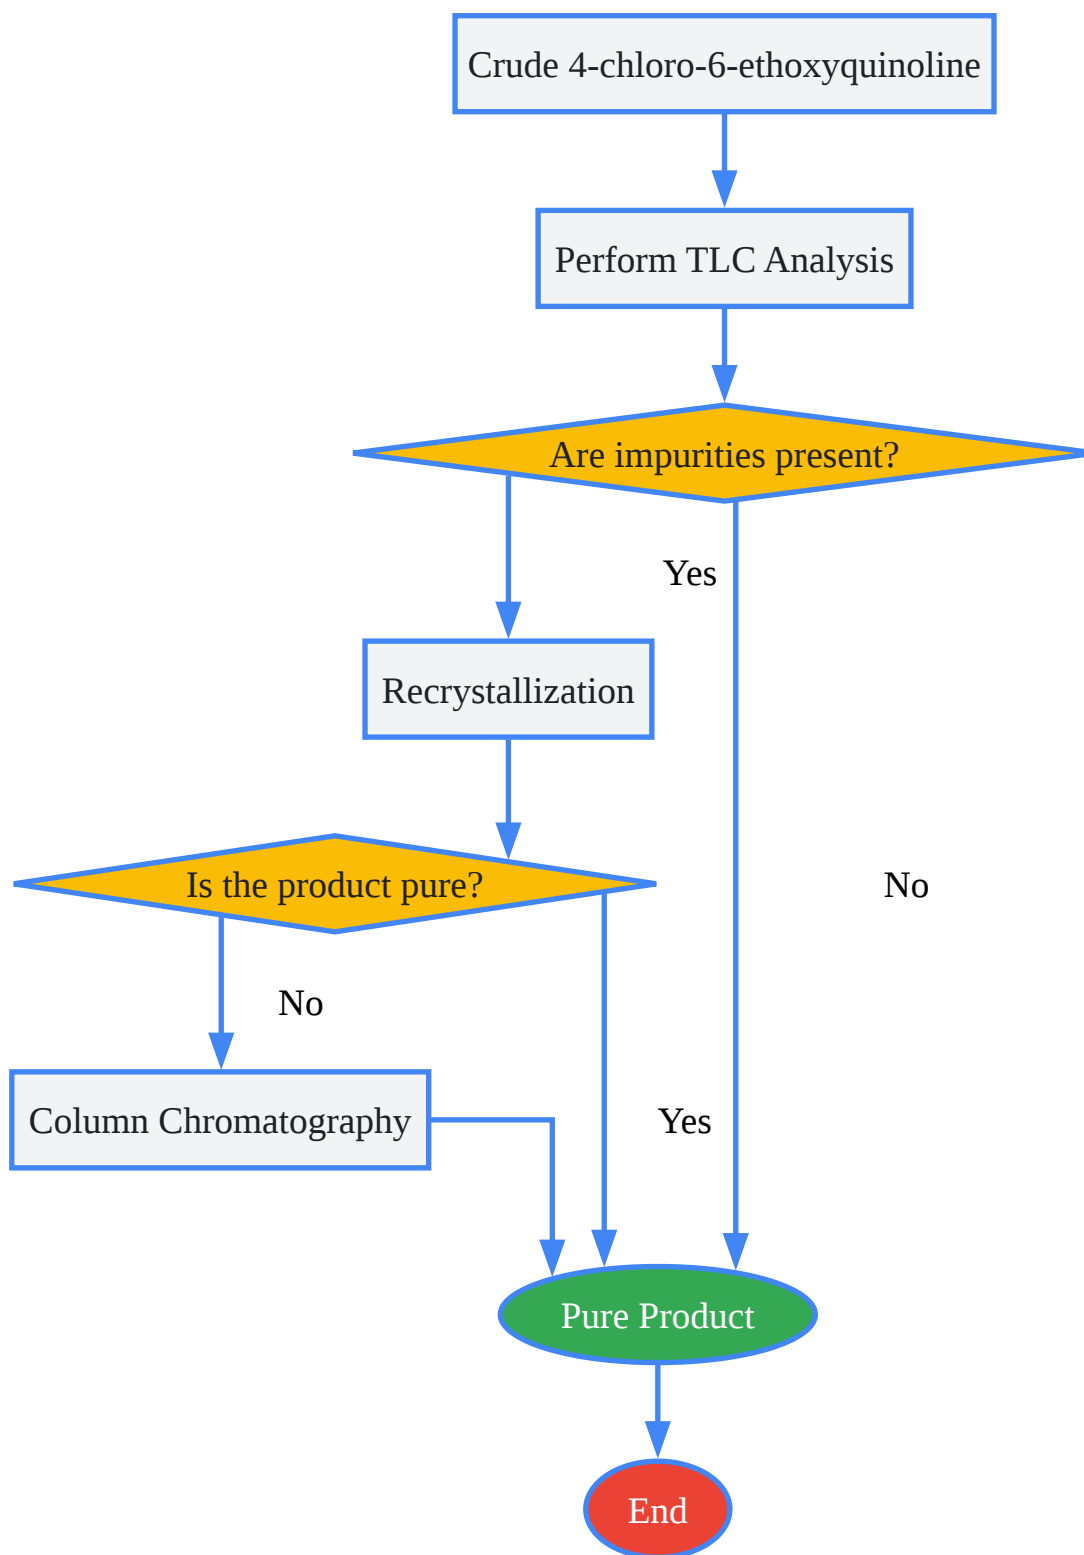 Crude 4-chloro-6-ethoxyquinoline
Perform TLC Analysis
Are impurities present?
Yes
Recrystallization
Is the product pure?
No
No
Column Chromatography
Yes
Pure Product
End